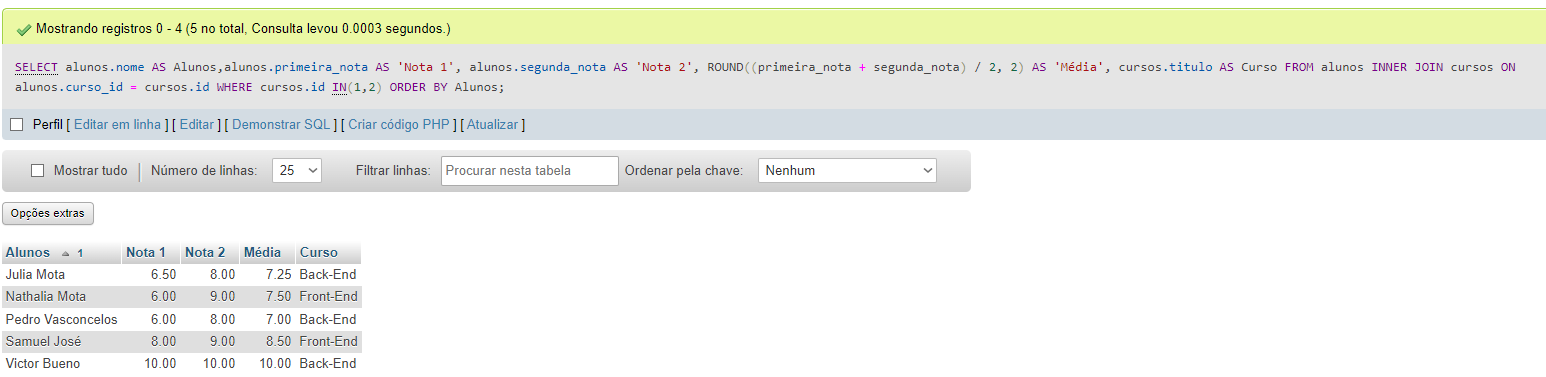 Mostrando registros 0 - 4 (5 no total, Consulta levou 0.0003 segundos.)
SELECT alunos.nome AS Alunos,alunos.primeira_nota AS 'Nota 1', alunos.segunda_nota AS 'Nota 2', ROUND((primeira_nota + segunda_nota) / 2, 2) AS 'Média', cursos.titulo AS Curso FROM alunos INNER JOIN cursos ON
alunos.curso_id = cursos.id WHERE cursos.id IN(1,2) ORDER BY Alunos;
Perfil [ Editar em linha ] [ Editar ] [ Demonstrar SQL ] [ Criar código PHP ] [ Atualizar ]
Mostrar tudo Número de linhas: 25 Filtrar linhas: Procurar nesta tabela Ordenar pela chave: Nenhum
Opções extras
Alunos 1 Nota 1 Nota 2 Média Curso
Julia Mota 6.50 8.00 7.25 Back-End
Nathalia Mota 6.00 9.00 7.50 Front-End
Pedro Vasconcelos 6.00 8.00 7.00 Back-End
Samuel José 8.00 9.00 8.50 Front-End
Victor Bueno 10.00 10.00 10.00 Back-End